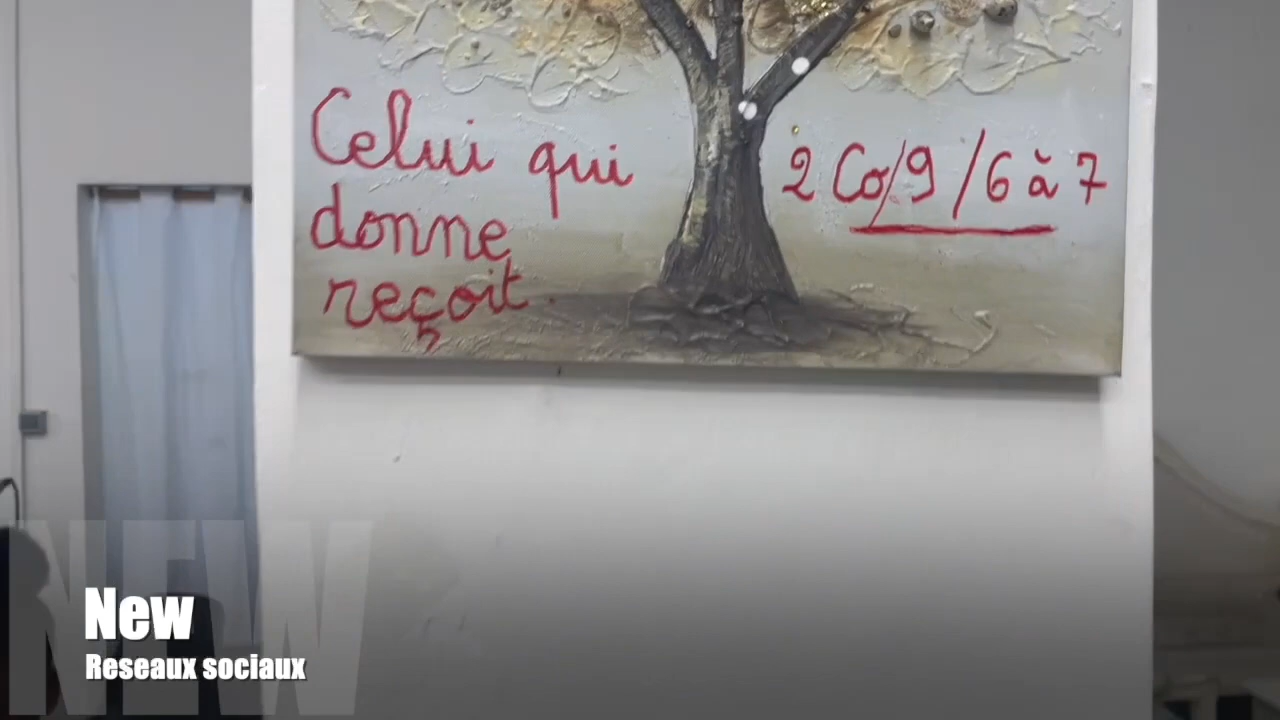 Celui qui
donne
reçoit
2 Co/9/6 à 7
NEW
New
Reseaux sociaux